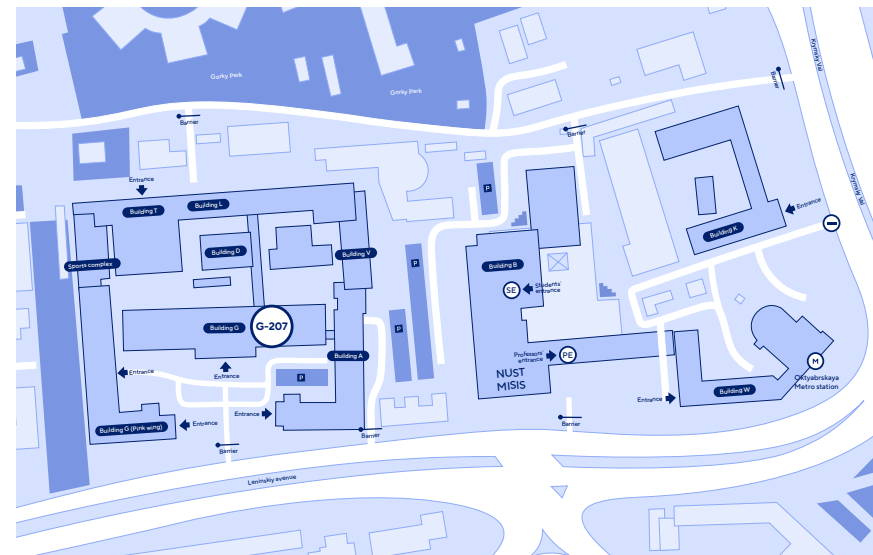 Gorky Park
Gorky Park
Krymsky Val
Barrier
Barrier
Barrier
Krymsky Val
Entrance
Building T
Building L
Entrance
Building K
P
Building D
Building V
Sports complex
P
Building B
SE
Students'
entrance
Building G
G-207
P
Building A
Professors'
entrance
PE
M
Oktyabrskaya
Metro station
Entrance
Entrance
P
NUST
MISIS
Building W
Entrance
Entrance
Entrance
Building G (Pink wing)
Barrier
Barrier
Barrier
Leninskiy avenue